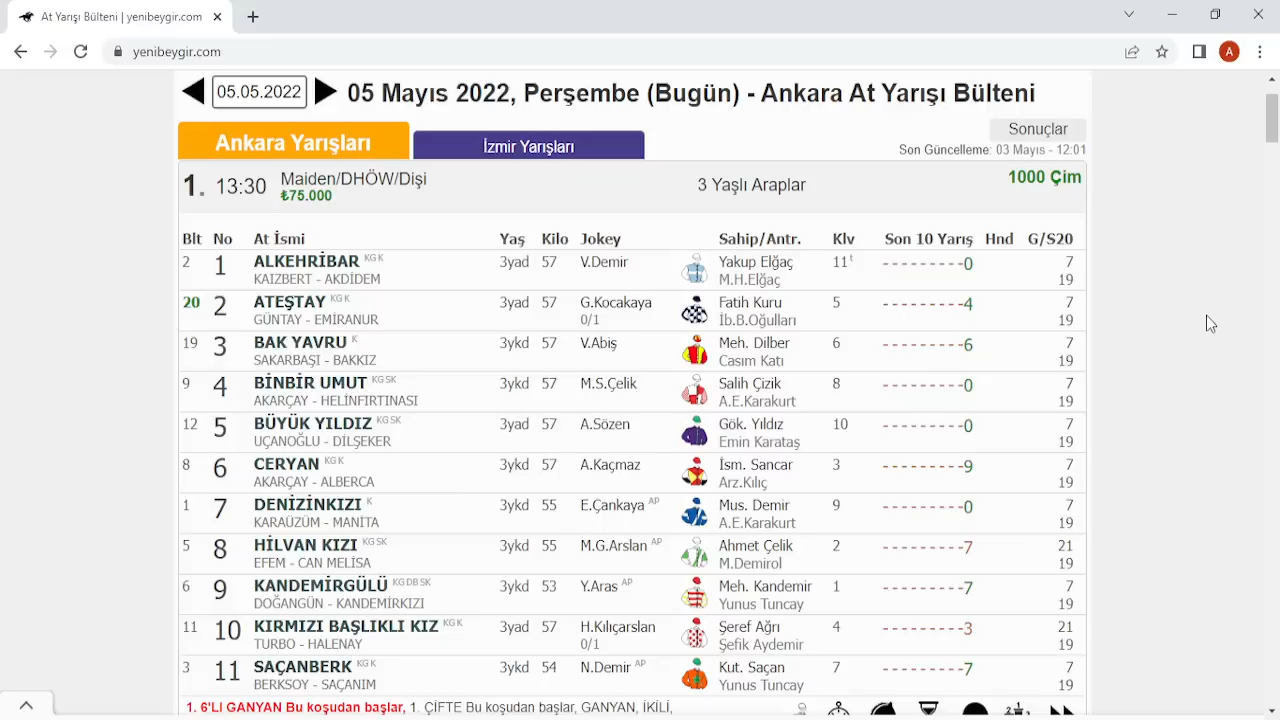 At Yarışı Bülteni | yenibeygir.com
yenibeygir.com
A
05.05.2022
05 Mayıs 2022, Perşembe (Bugün) - Ankara At Yarışı Bülteni
Ankara Yarışları
İzmir Yarışları
Sonuçlar
Son Güncelleme: 03 Mayıs - 12:01
1. 13:30 Maiden/DHÖW/Dişi 3 Yaşlı Araplar 1000 Çim
₺75.000
Blt No At İsmi Yaş Kilo Jokey Sahip/Antr. Klv Son 10 Yarış Hnd G/S20
2 1 ALKEHRİBAR KG K 3yad 57 V.Demir Yakup Elğaç 11t ---------0 7
KAIZBERT - AKDİDEM M.H.Elğaç 19
20 2 ATEŞTAY KG K 3yad 57 G.Kocakaya Fatih Kuru 5 ---------4 7
GÜNTAY - EMİRANUR 0/1 İb.B.Oğulları 19
19 3 BAK YAVRU K 3ykd 57 V.Abiş Meh. Dilber 6 ---------6 7
SAKARBAŞI - BAKKIZ Casım Katı 19
9 4 BİNBİR UMUT KG SK 3ykd 57 M.S.Çelik Salih Çizik 8 ---------0 7
AKARÇAY - HELİNFIRTINASI A.E.Karakurt 19
12 5 BÜYÜK YILDIZ KG SK 3yad 57 A.Sözen Gök. Yıldız 10 ---------0 7
UÇANOĞLU - DİLŞEKER Emin Karataş 19
8 6 CERYAN KG K 3ykd 57 A.Kaçmaz İsm. Sancar 3 ---------9 7
AKARÇAY - ALBERCA Arz.Kılıç 19
1 7 DENİZİNKIZI K 3ykd 55 E.Çankaya AP Mus. Demir 9 ---------0 7
KARAÜZÜM - MANİTA A.E.Karakurt 19
5 8 HİLVAN KIZI KG SK 3ykd 55 M.G.Arslan AP Ahmet Çelik 2 ---------7 21
EFEM - CAN MELİSA M.Demirol 19
6 9 KANDEMİRGÜLÜ KG DB SK 3ykd 53 Y.Aras AP Meh. Kandemir 1 ---------7 7
DOĞANGÜN - KANDEMİRKIZI Yunus Tuncay 19
11 10 KIRMIZI BAŞLIKLI KIZ KG K 3yad 57 H.Kılıçarslan Şeref Ağrı 4 ---------3 21
TURBO - HALENAY 0/1 Şefik Aydemir 19
3 11 SAÇANBERK KG K 3ykd 54 N.Demir AP Kut. Saçan 7 ---------7 7
BERKSOY - SAÇANIM Yunus Tuncay 19
1. 6'LI GANYAN Bu koşudan başlar, 1. ÇİFTE Bu koşudan başlar, GANYAN, İKİLİ,